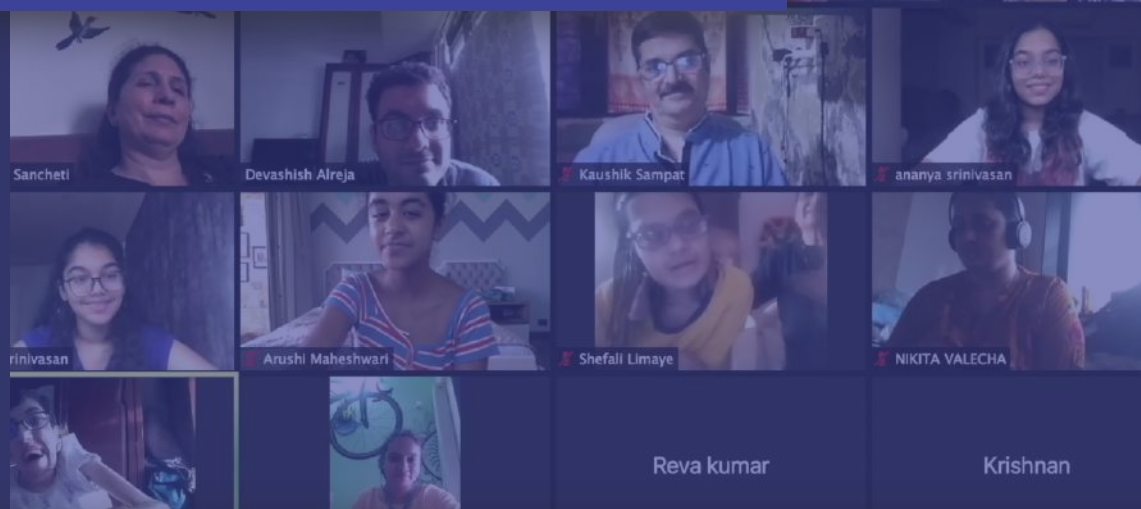 Sancheti
Devashish Alreja
Kaushik Sampat
ananya srinivasan
rinivasan
Arushi Maheshwari
Shefali Limaye
NIKITA VALECHA
Reva kumar
Krishnan